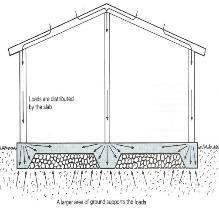 Loads are distributed
by the slab
A larger area of ground supports the loads